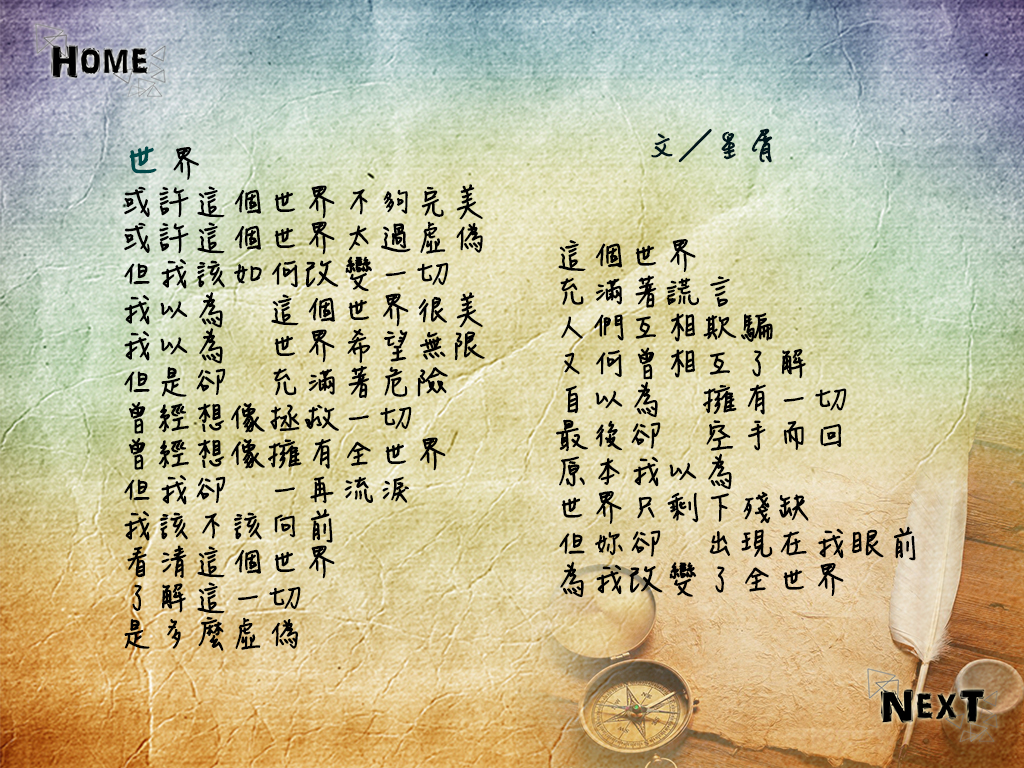 HOME
文／星胥
世界
或許這個世界不夠完美
或許這個世界太過虛偽
但我該如何改變一切
我以為 這個世界很美
我以為 世界希望無限
但是卻 充滿著危險
曾經想像拯救一切
曾經想像擁有全世界
但我卻 一再流淚
我該不該向前
看清這個世界
了解這一切
是多麼虛偽
這個世界
充滿著謊言
人們互相欺騙
又何曾相互了解
自以為 擁有一切
最後卻 空手而回
原本我以為
世界只剩下殘缺
但妳卻 出現在我眼前
為我改變了全世界
NEXT